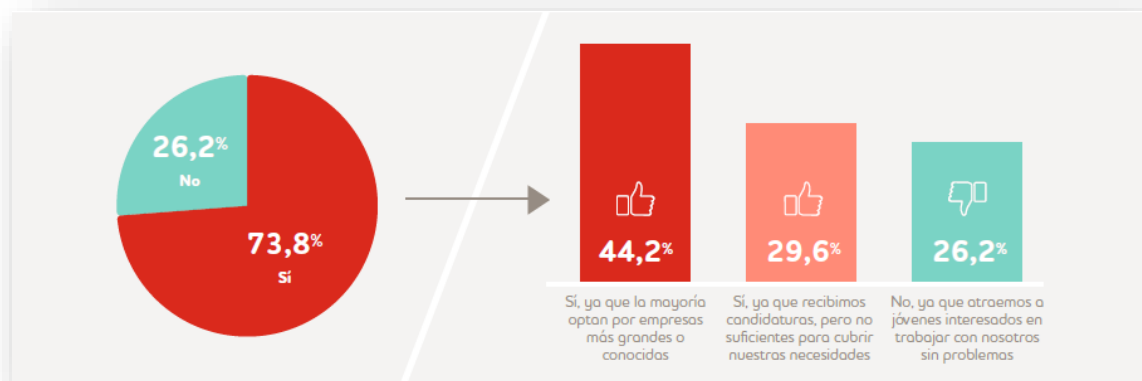 26,2%
No
73,8%
Sí
44,2%
Sí, ya que la mayoría
optan por empresas
más grandes o
conocidas
29,6%
Sí, ya que recibimos
candidaturas, pero no
suficientes para cubrir
nuestras necesidades
26,2%
No, ya que atraemos a
jóvenes interesados en
trabajar con nosotros
sin problemas